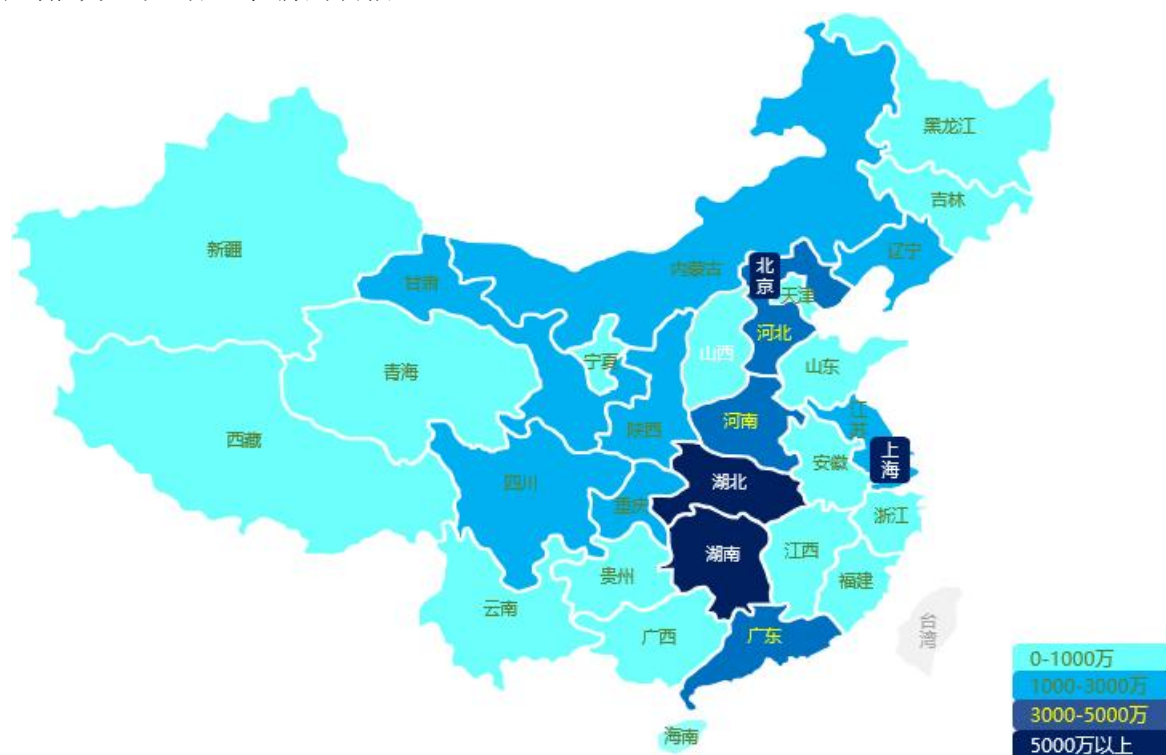 黑龙江
吉林
新疆
辽宁
内蒙古
北京
甘肃
天津
河北
宁夏
山西
青海
山东
河南
江苏
陕西
西藏
上海
安徽
四川
湖北
重庆
浙江
江西
湖南
贵州
福建
云南
广西
广东
台湾
海南
0-1000万
1000-3000万
3000-5000万
5000万以上